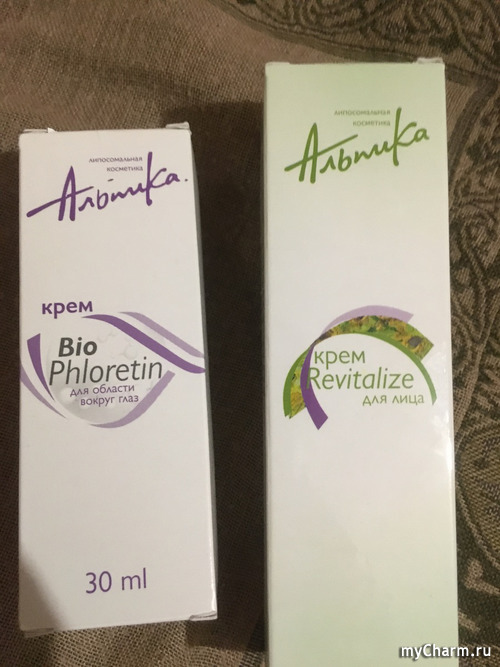 липосомальная
косметика
Альпика
крем
Bio
Phloretin
для области
вокруг глаз
30 ml
липосомальная
косметика
Альпика
крем
Revitalize
для лица
myCharm.ru